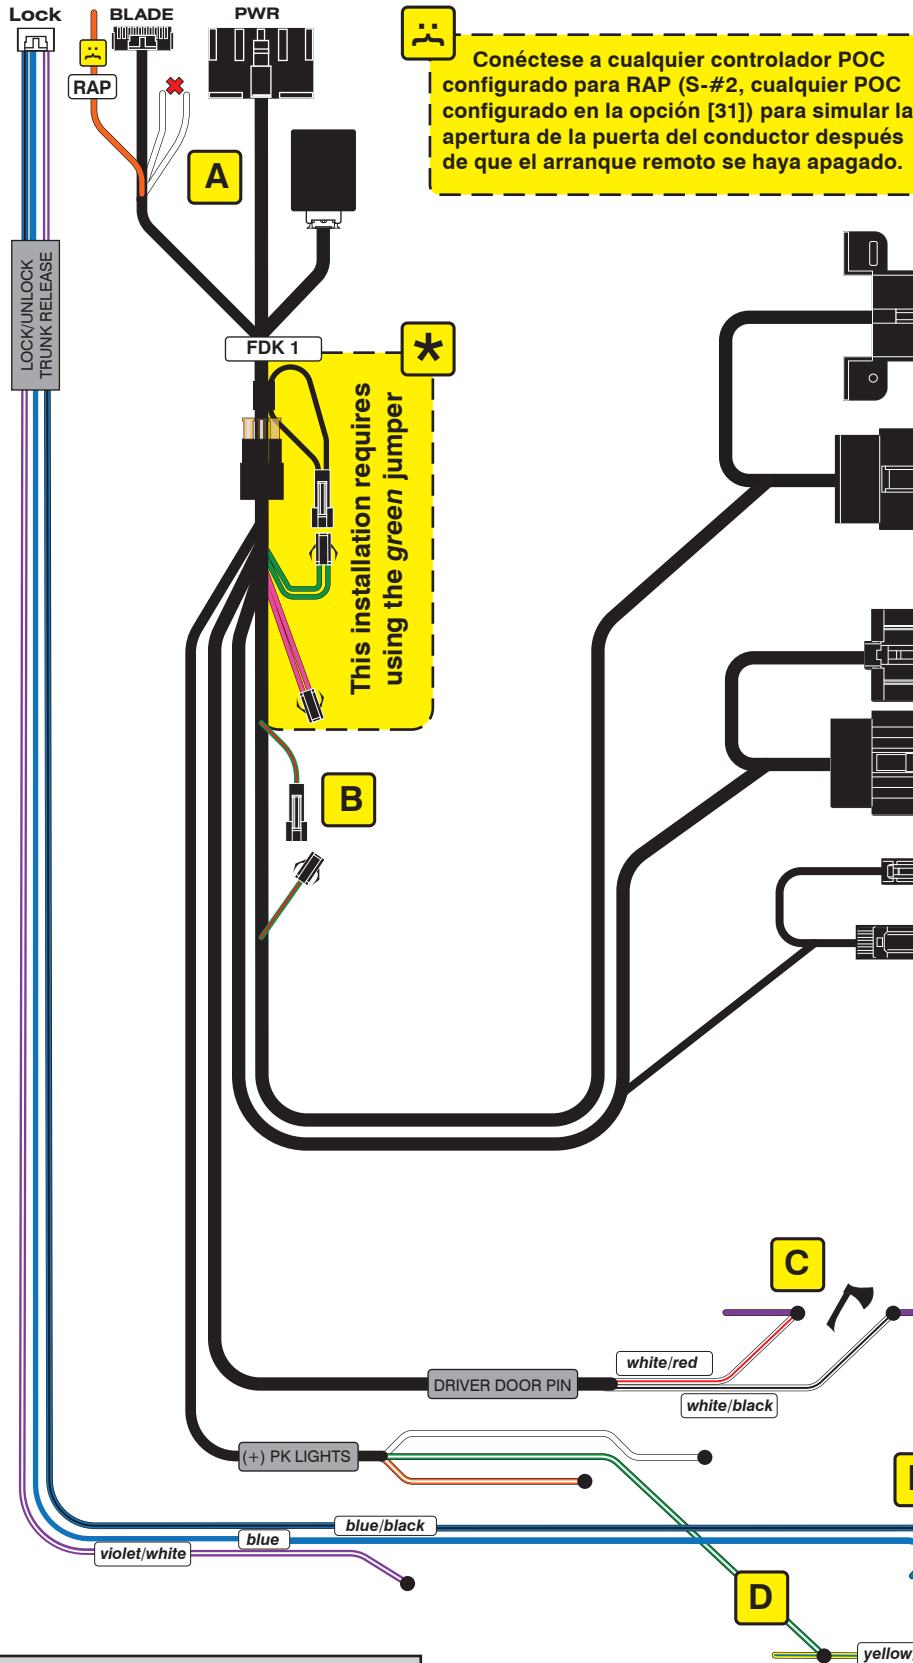 Lock
BLADE
PWR
RAP
A
Conéctese a cualquier controlador POC
configurado para RAP (S-#2, cualquier POC
configurado en la opción [31]) para simular la
apertura de la puerta del conductor después
de que el arranque remoto se haya apagado.
LOCK/UNLOCK
TRUNK RELEASE
FDK 1
*
This installation requires
using the green jumper
B
C
white/red
DRIVER DOOR PIN
white/black
(+) PK LIGHTS
blue/black
blue
violet/white
D
yellow/